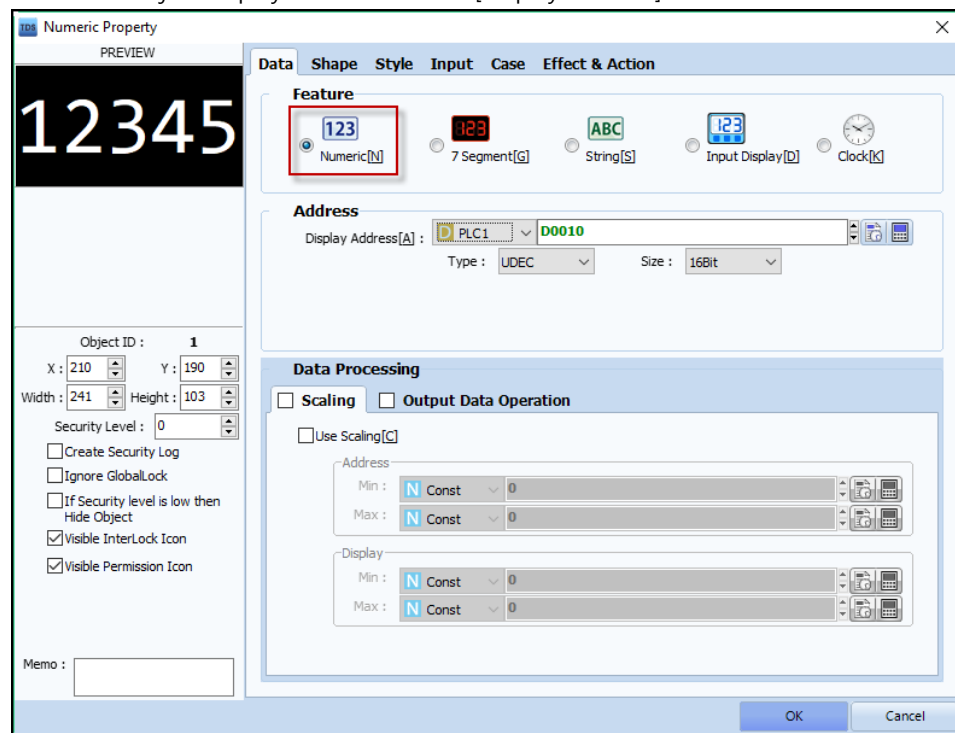 TDS Numeric Property
PREVIEW
12345
Data Shape Style Input Case Effect & Action
Feature
123 123 ABC 123
Numeric[N] 7 Segment[G] String[S] Input Display[D] Clock[K]
Address
Display Address[A] : D PLC1 D0010
Type : UDEC Size : 16Bit
Object ID : 1
X : 210 Y : 190
Width : 241 Height : 103
Security Level : 0
Create Security Log
Ignore GlobalLock
If Security level is low then
Hide Object
Visible InterLock Icon
Visible Permission Icon
Memo :
Data Processing
Scaling Output Data Operation
Use Scaling[C]
Address
Min : N Const 0
Max : N Const 0
Display
Min : N Const 0
Max : N Const 0
OK Cancel